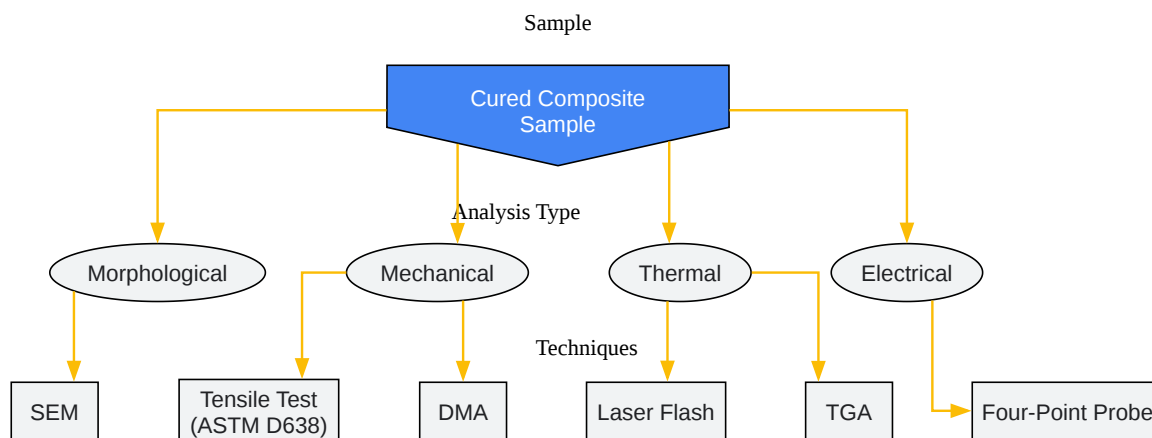 Sample
Cured Composite
Sample
Analysis Type
Morphological
Mechanical
Thermal
Electrical
Techniques
SEM
Tensile Test
(ASTM D638)
DMA
Laser Flash
TGA
Four-Point Probe